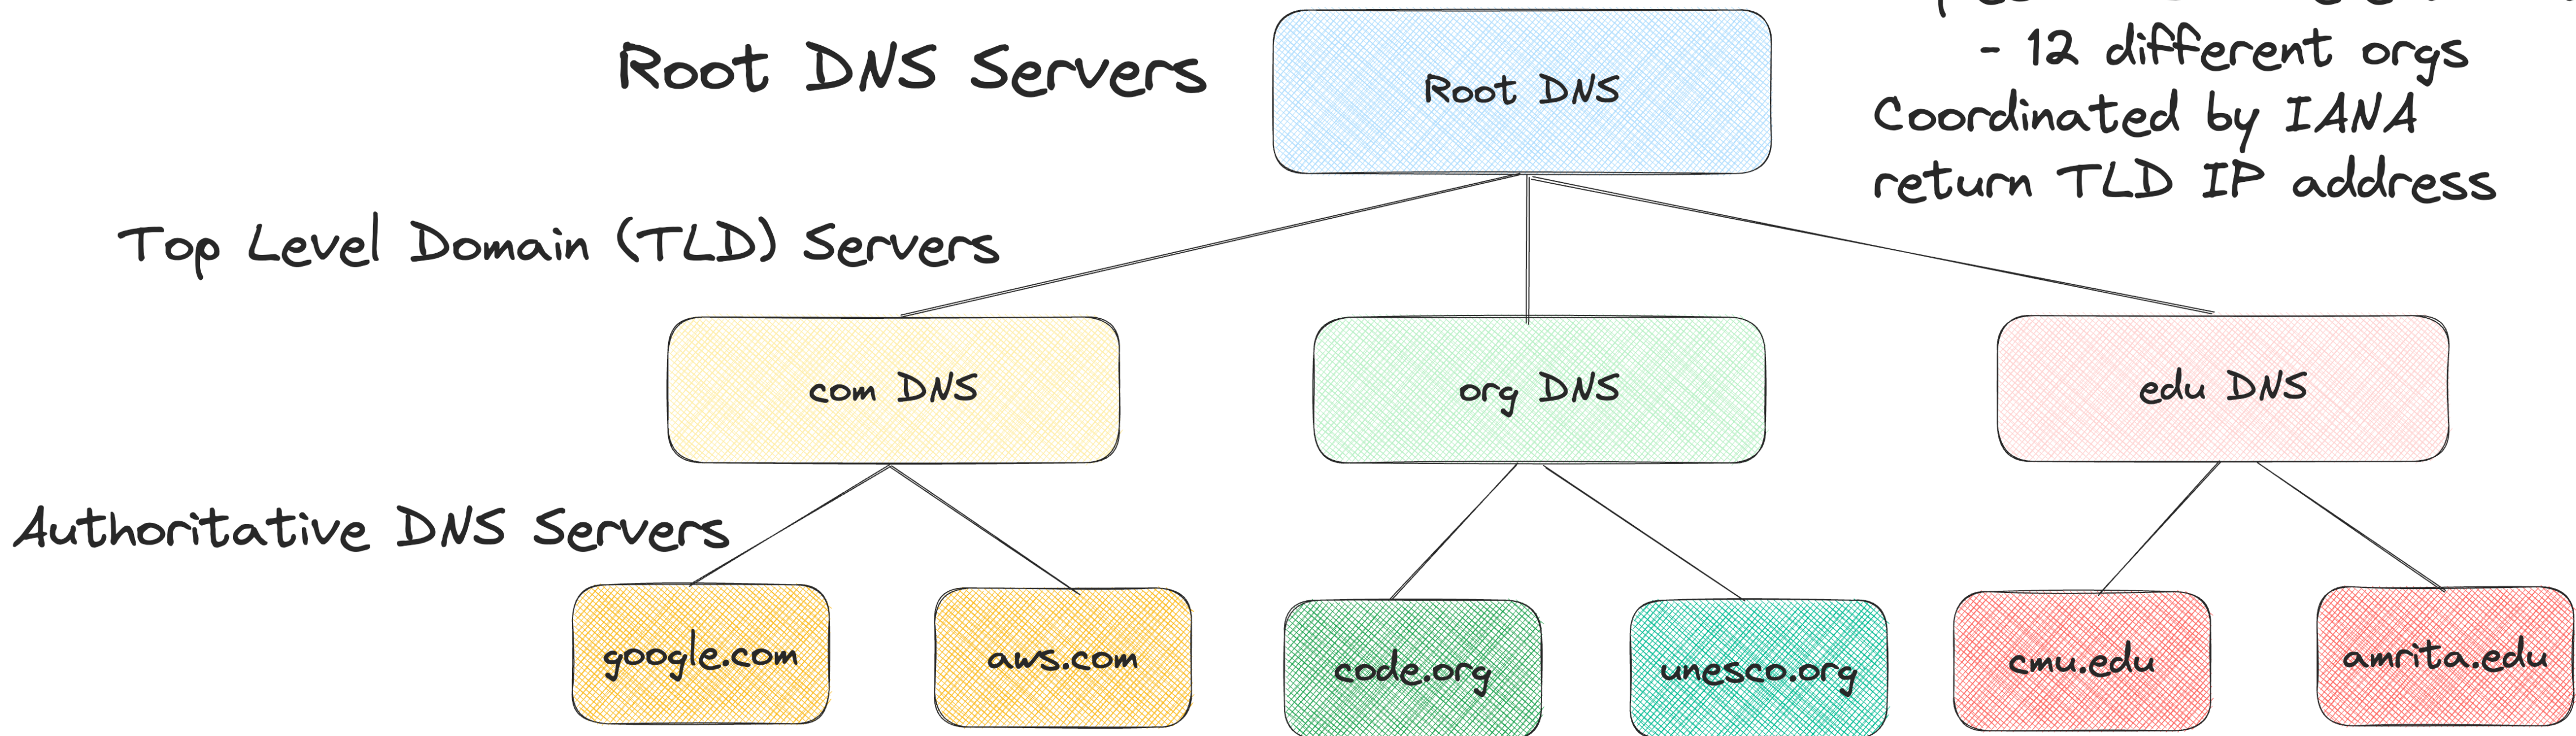 Root DNS Servers
Root DNS
- 12 different orgs
Coordinated by IANA
return TLD IP address
Top Level Domain (TLD) Servers
com DNS
org DNS
edu DNS
Authoritative DNS Servers
google.com
aws.com
code.org
unesco.org
cmu.edu
amrita.edu